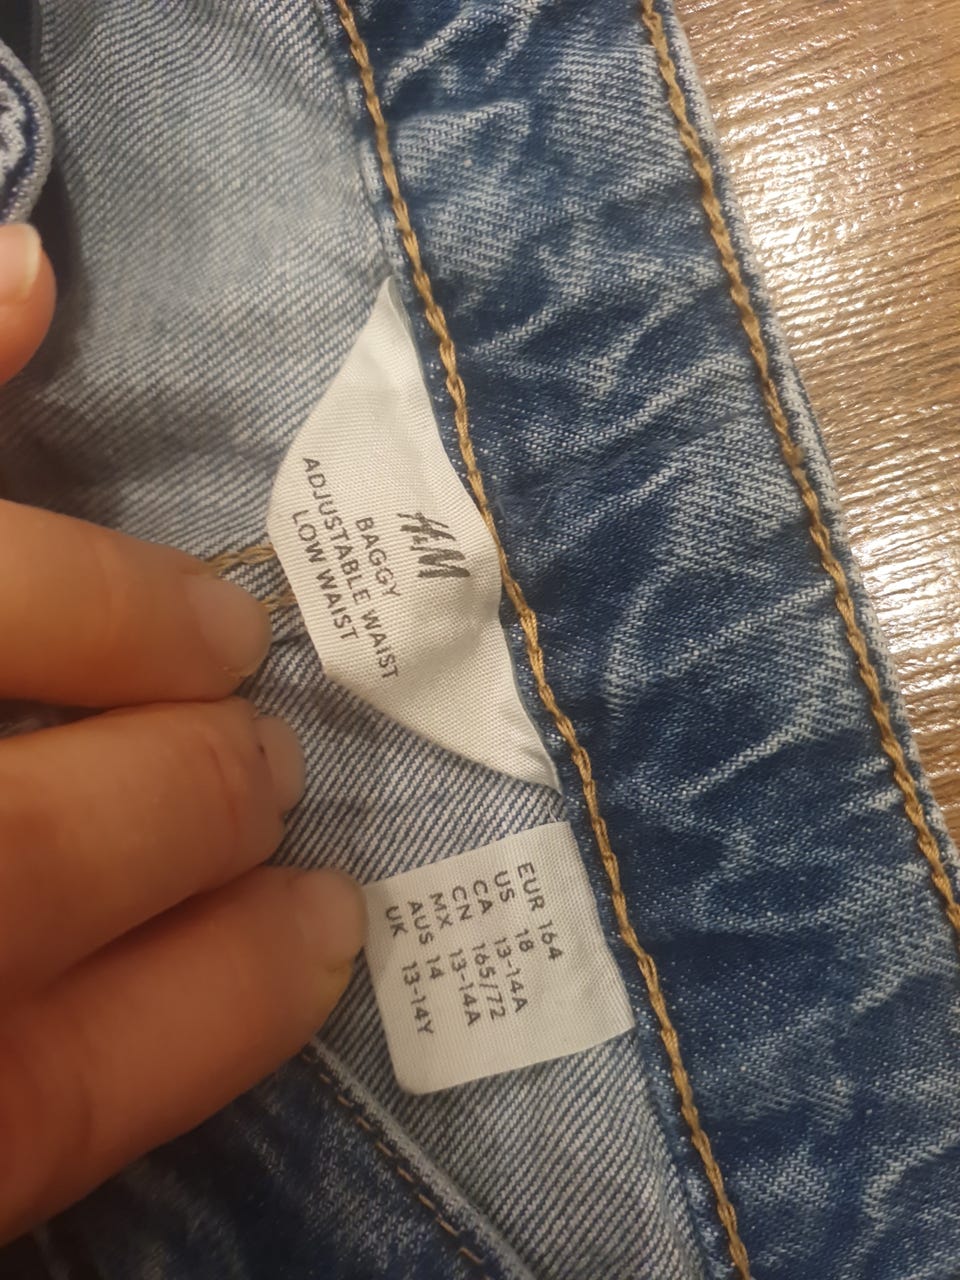 H&M
BAGGY
ADJUSTABLE WAIST
LOW WAIST
EUR 164
US 18
CA 13-14A
CN 165/72
MX 13-14A
AUS 14
UK 13-14Y